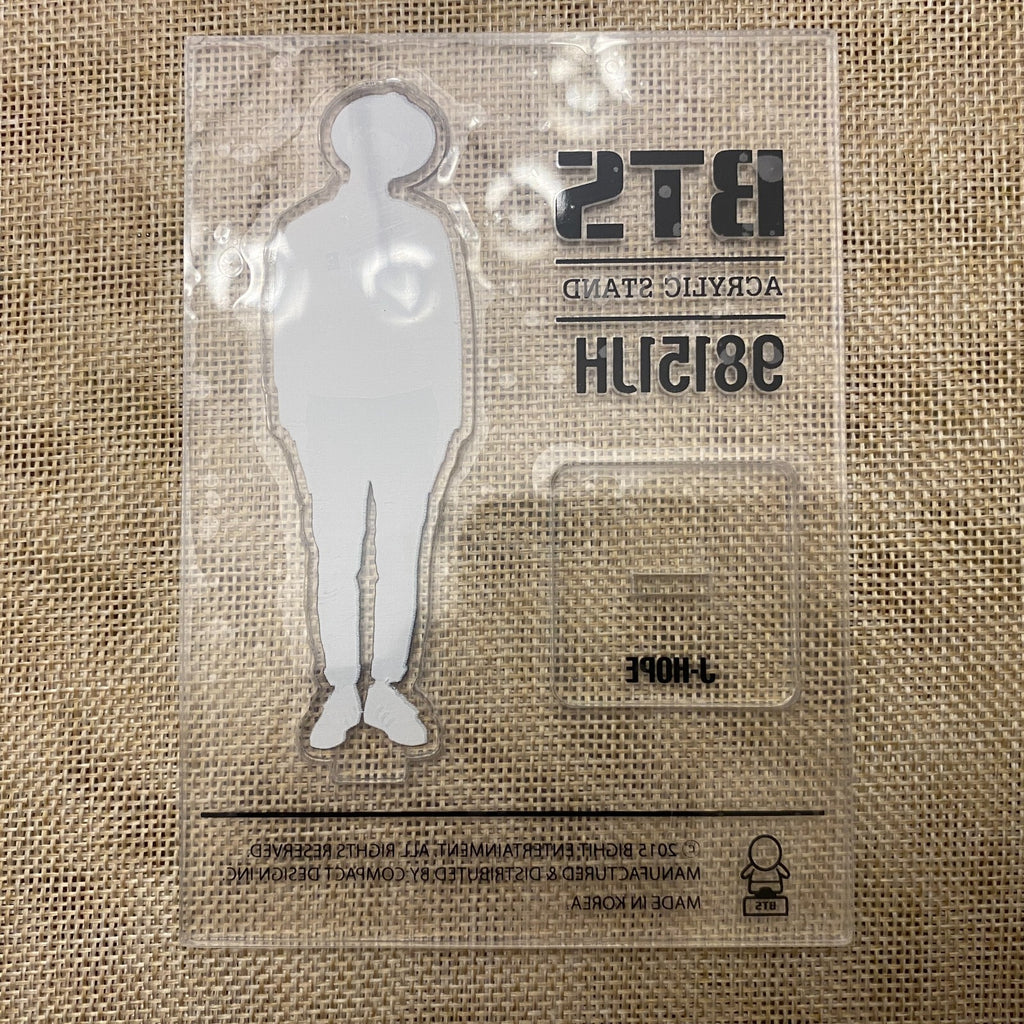 BTS
ACRYLIC STAND
98151JH
J-HOPE
© 2015 BIGHIT ENTERTAINMENT. ALL RIGHTS RESERVED.
MANUFACTURED & DISTRIBUTED BY COMPACT DESIGN INC.
MADE IN KOREA.
BTS